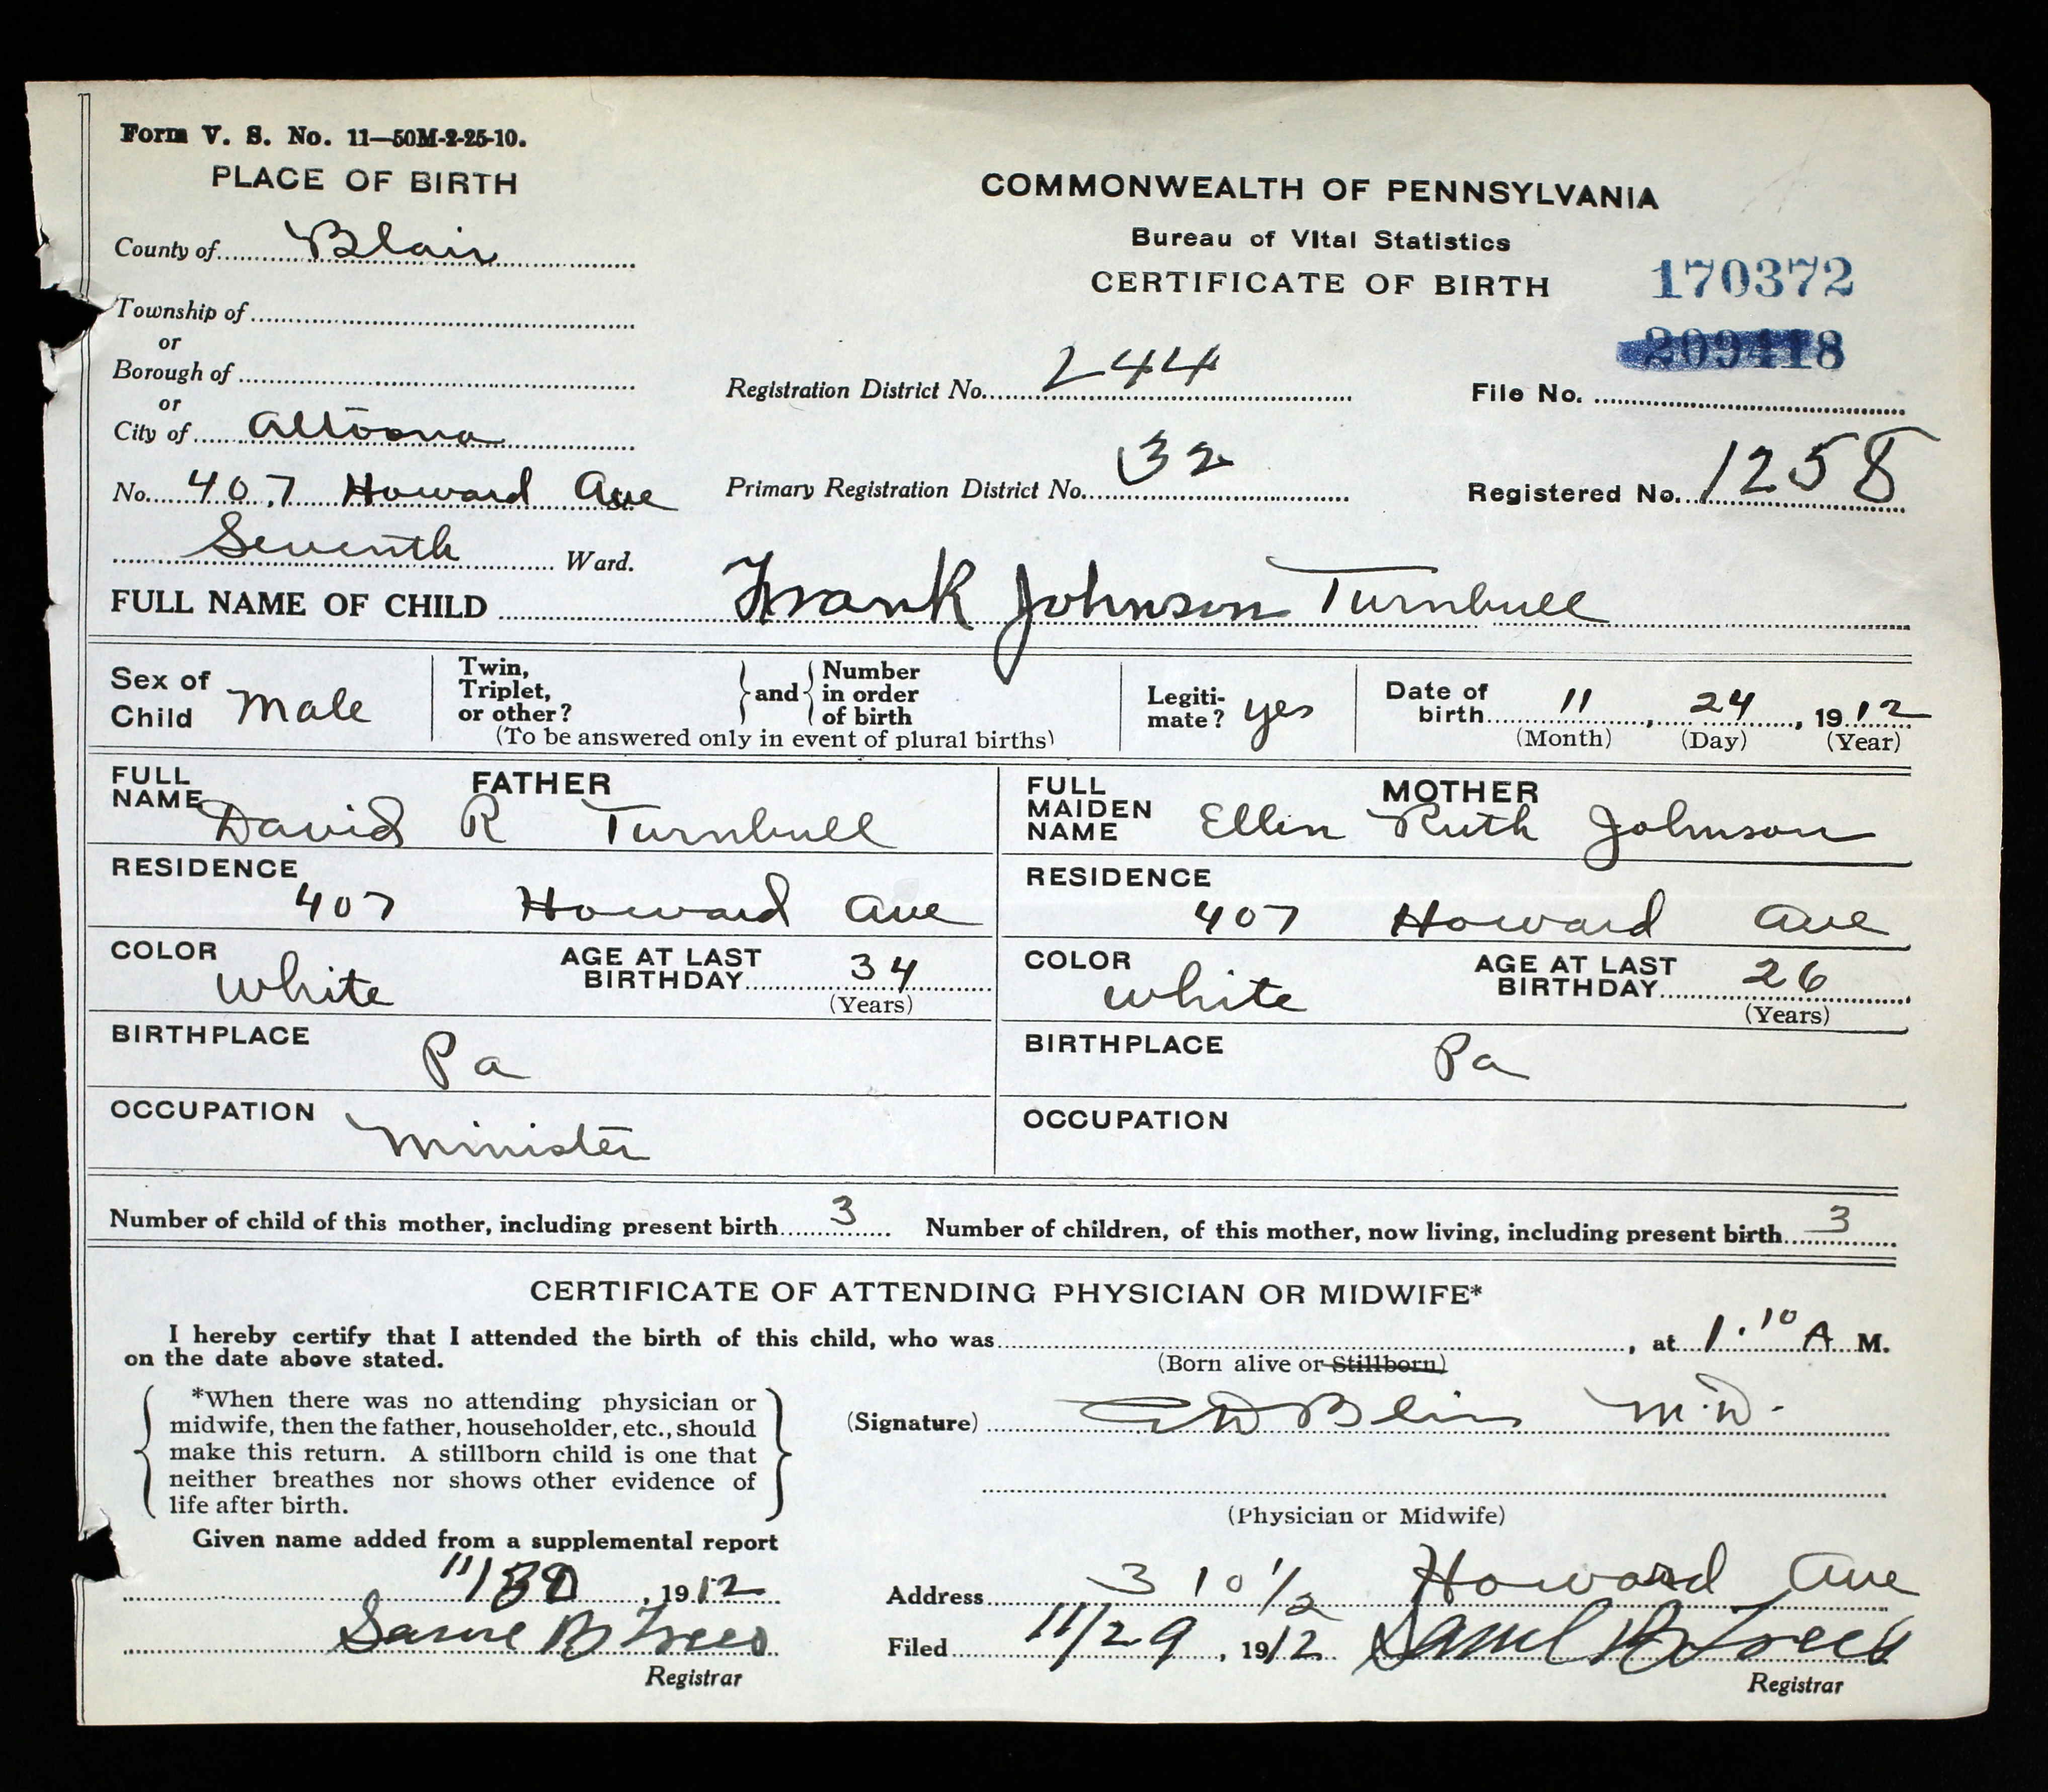 Form V. S. No. 11—50M-2-25-10.
PLACE OF BIRTH
County of Blair
Township of
or
Borough of
or
City of Altoona
No. 407 Howard Ave
Seventh Ward.
COMMONWEALTH OF PENNSYLVANIA
Bureau of Vital Statistics
CERTIFICATE OF BIRTH
170372
209418
Registration District No. 244
File No.
Primary Registration District No. 32
Registered No. 1258
FULL NAME OF CHILD Frank Johnson Turnbull
Sex of Child Male
Twin, Triplet, or other?
and
Number in order of birth
(To be answered only in event of plural births)
Legitimate? yes
Date of birth 11, 24, 1912
(Month) (Day) (Year)
FATHER
FULL NAME David R Turnbull
RESIDENCE
407 Howard Ave
COLOR white
AGE AT LAST BIRTHDAY 34
(Years)
BIRTHPLACE Pa
OCCUPATION Minister
MOTHER
FULL MAIDEN NAME Ellen Ruth Johnson
RESIDENCE
407 Howard Ave
COLOR white
AGE AT LAST BIRTHDAY 26
(Years)
BIRTHPLACE Pa
OCCUPATION
Number of child of this mother, including present birth 3
Number of children, of this mother, now living, including present birth 3
CERTIFICATE OF ATTENDING PHYSICIAN OR MIDWIFE*
I hereby certify that I attended the birth of this child, who was , at 1.10 A M.
on the date above stated.
(Born alive or Stillborn)
*When there was no attending physician or
midwife, then the father, householder, etc., should
make this return. A stillborn child is one that
neither breathes nor shows other evidence of
life after birth.
(Signature) M.D.
(Physician or Midwife)
Given name added from a supplemental report
11/30, 1912
Registrar
Address 310 1/2 Howard Ave
Filed 11/29, 1912
Registrar